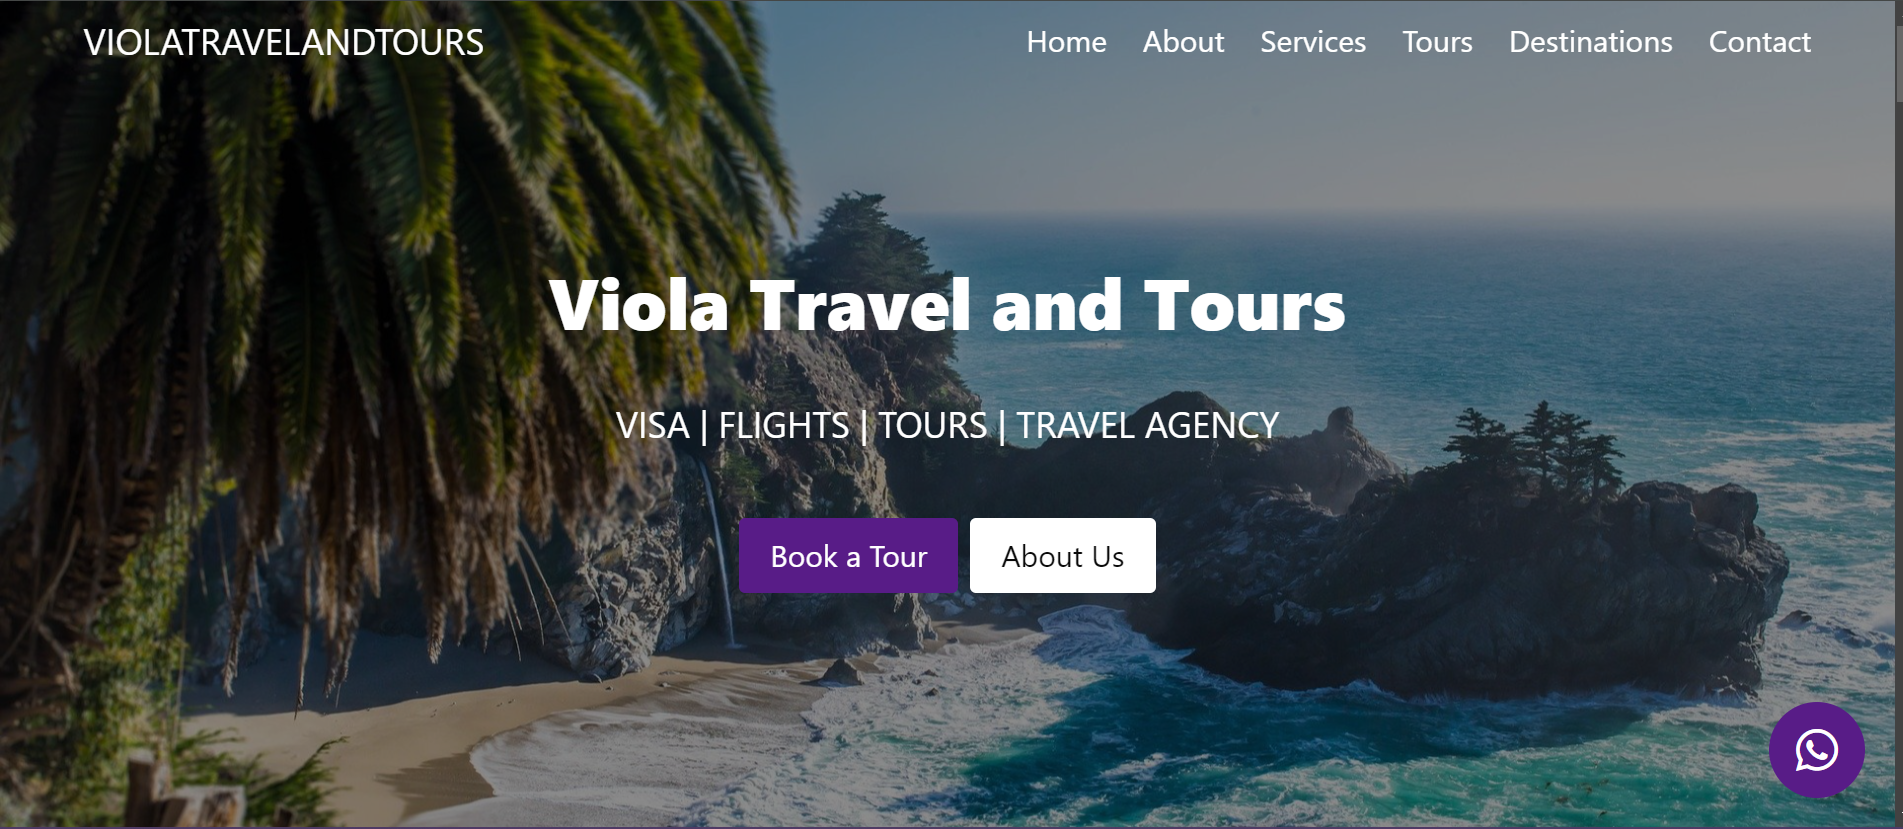 VIOLATRAVELANDTOURS
Home About Services Tours Destinations Contact
Viola Travel and Tours
VISA | FLIGHTS | TOURS | TRAVEL AGENCY
Book a Tour About Us